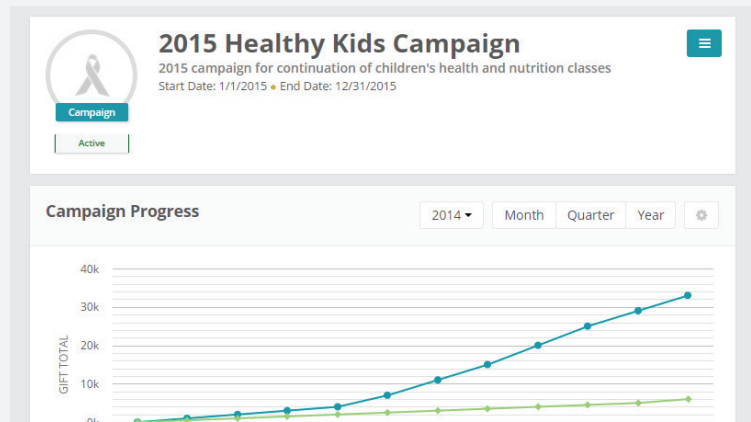 2015 Healthy Kids Campaign
2015 campaign for continuation of children's health and nutrition classes
Start Date: 1/1/2015 ● End Date: 12/31/2015
Campaign
Active
Campaign Progress
2014
Month
Quarter
Year
40k
30k
20k
10k
0k
GIFT TOTAL